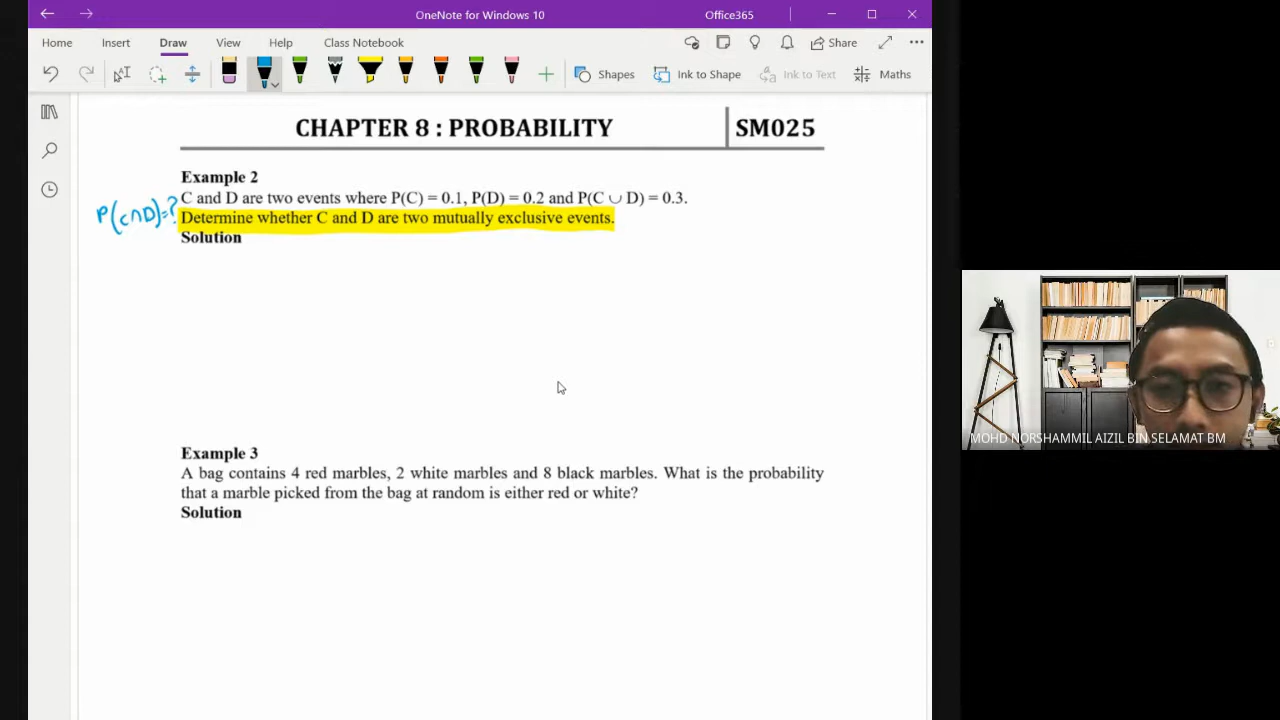 OneNote for Windows 10
Office365
Home
Insert
Draw
View
Help
Class Notebook
Share
Shapes
Ink to Shape
Ink to Text
Maths
CHAPTER 8 : PROBABILITY
SM025
Example 2
C and D are two events where P(C) = 0.1, P(D) = 0.2 and P(C ∪ D) = 0.3.
P(C∩D)=?
Determine whether C and D are two mutually exclusive events.
Solution
Example 3
A bag contains 4 red marbles, 2 white marbles and 8 black marbles. What is the probability
that a marble picked from the bag at random is either red or white?
Solution
MOHD NORSHAMMIL AIZIL BIN SELAMAT BM